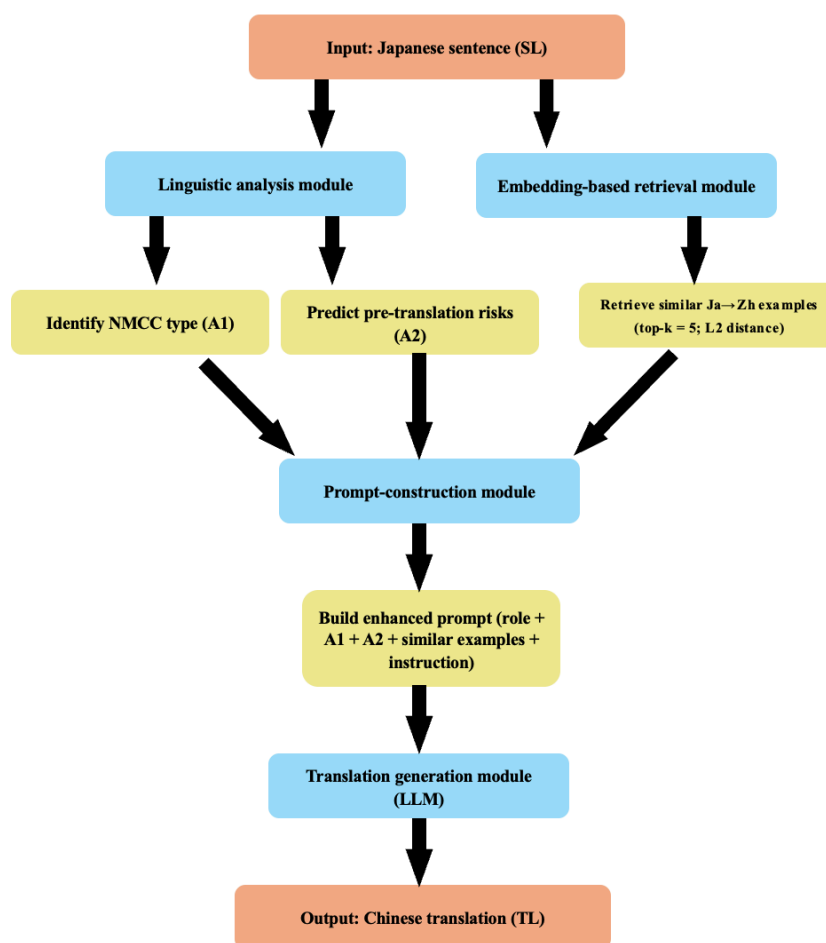 Input: Japanese sentence (SL)
Linguistic analysis module
Embedding-based retrieval module
Identify NMCC type (A1)
Predict pre-translation risks
(A2)
Retrieve similar Ja→Zh examples
(top-k = 5; L2 distance)
Prompt-construction module
Build enhanced prompt (role +
A1 + A2 + similar examples +
instruction)
Translation generation module
(LLM)
Output: Chinese translation (TL)